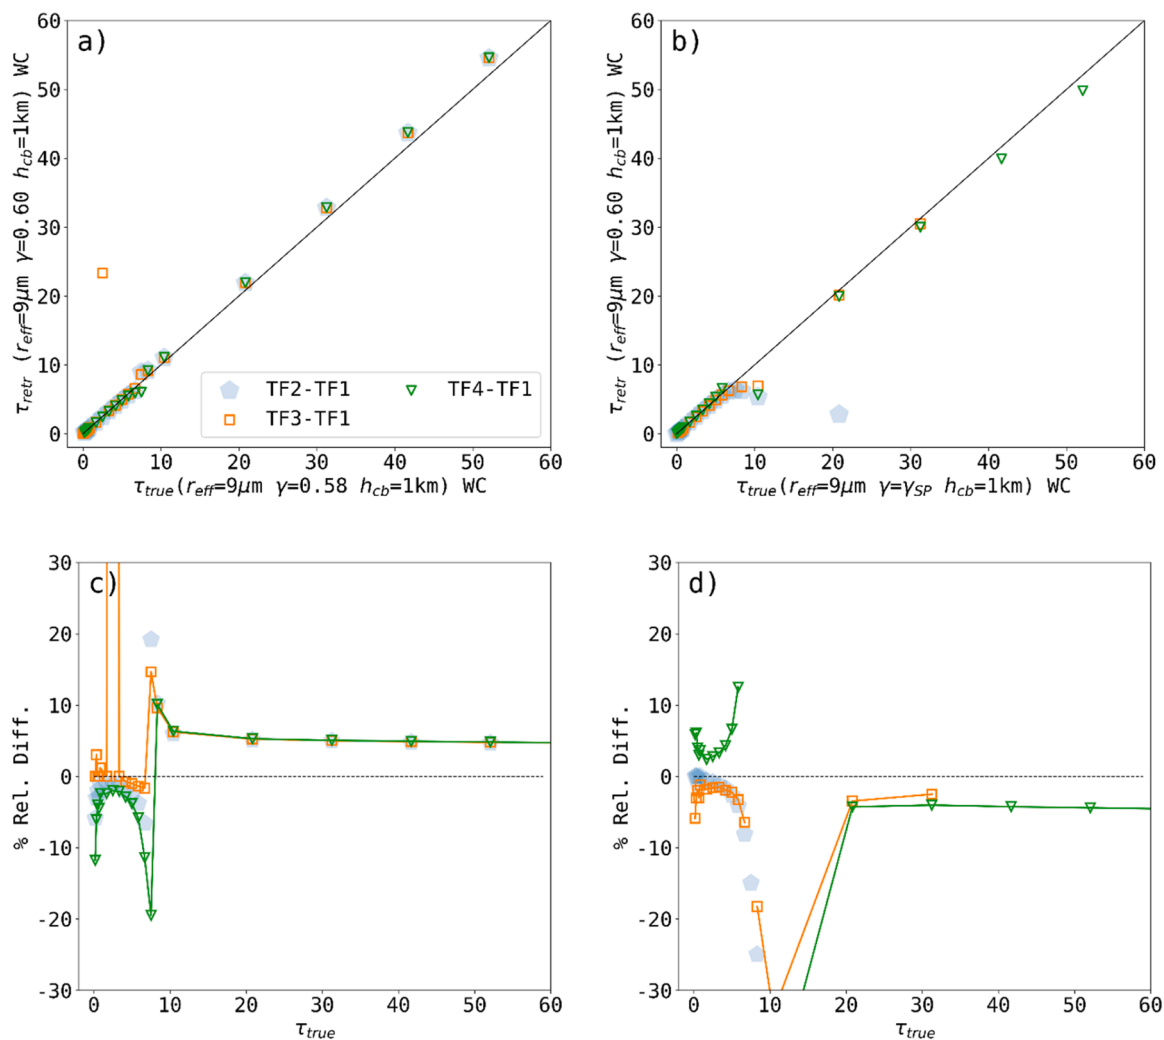 a)
60
50
40
30
20
10
0
τretr (reff=9μm γ=0.60 hcb=1km) WC
TF2-TF1
TF3-TF1
TF4-TF1
0 10 20 30 40 50 60
τtrue(reff=9μm γ=0.58 hcb=1km) WC
b)
60
50
40
30
20
10
0
τretr (reff=9μm γ=0.60 hcb=1km) WC
0 10 20 30 40 50 60
τtrue(reff=9μm γ=γSP hcb=1km) WC
c)
30
20
10
0
-10
-20
-30
% Rel. Diff.
0 10 20 30 40 50 60
τtrue
d)
30
20
10
0
-10
-20
-30
% Rel. Diff.
0 10 20 30 40 50 60
τtrue